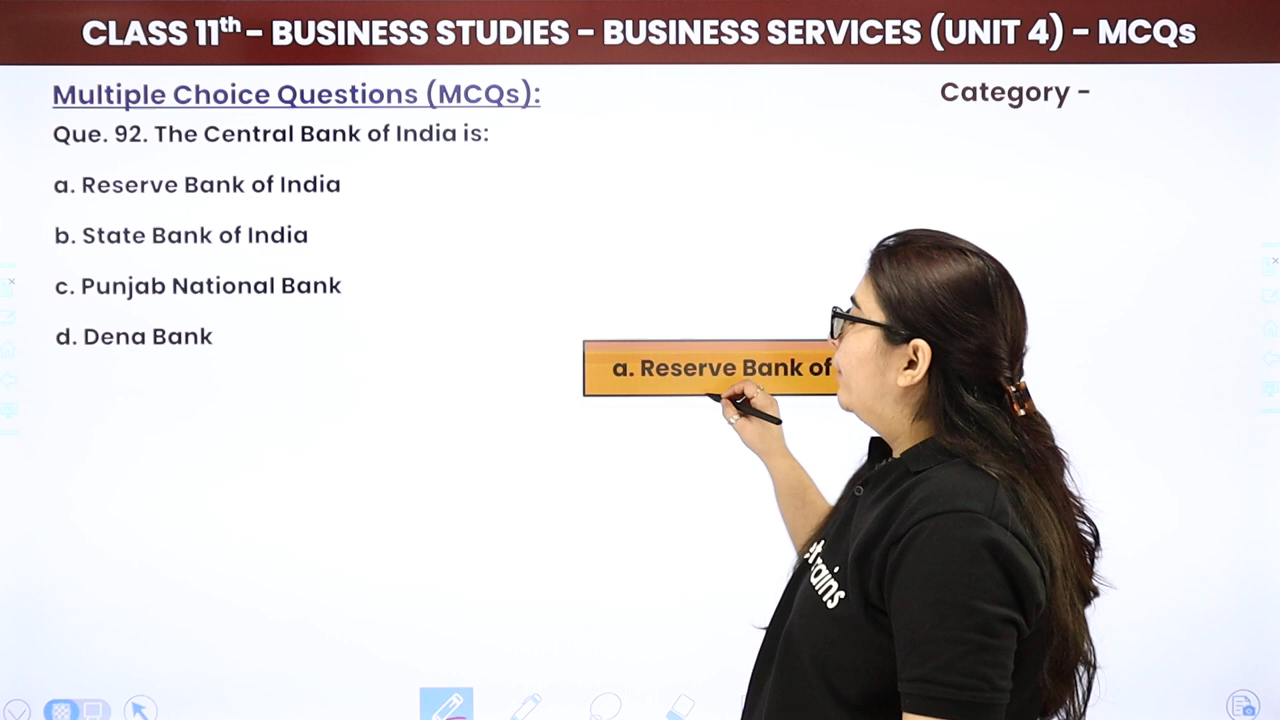 CLASS 11th - BUSINESS STUDIES - BUSINESS SERVICES (UNIT 4) - MCQs
Multiple Choice Questions (MCQs):
Category -
Que. 92. The Central Bank of India is:
a. Reserve Bank of India
b. State Bank of India
c. Punjab National Bank
d. Dena Bank
a. Reserve Bank of